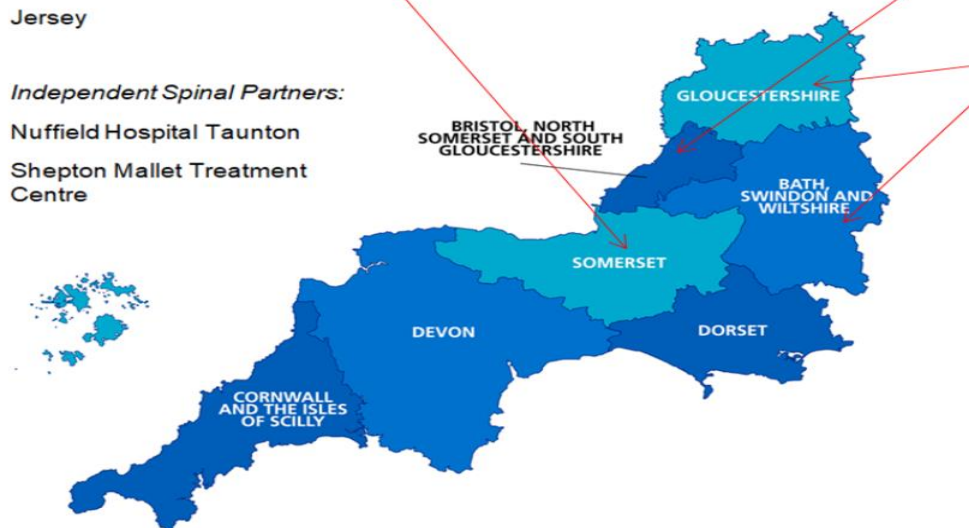 Jersey
Independent Spinal Partners:
Nuffield Hospital Taunton
Shepton Mallet Treatment
Centre
GLOUCESTERSHIRE
BRISTOL, NORTH
SOMERSET AND SOUTH
GLOUCESTERSHIRE
BATH,
SWINDON AND
WILTSHIRE
SOMERSET
DEVON
DORSET
CORNWALL
AND THE ISLES
OF SCILLY